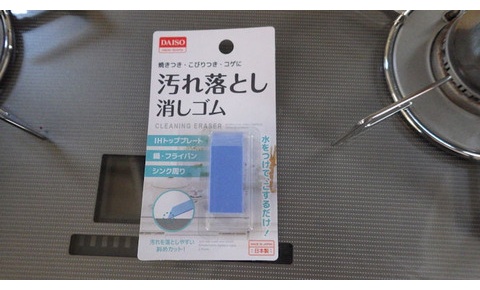 DAISO
焼きつき・こびりつき・コゲに
汚れ落とし
消しゴム
CLEANING ERASER
IHトッププレート
鍋・フライパン
シンク周り
水をつけてこするだけ！
汚れを落としやすい
斜めカット！
日本製